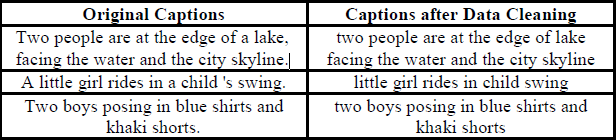 Original Captions
Captions after Data Cleaning
Two people are at the edge of a lake,
facing the water and the city skyline.
two people are at the edge of lake
facing the water and the city skyline
A little girl rides in a child 's swing.
little girl rides in child swing
Two boys posing in blue shirts and
khaki shorts.
two boys posing in blue shirts and
khaki shorts